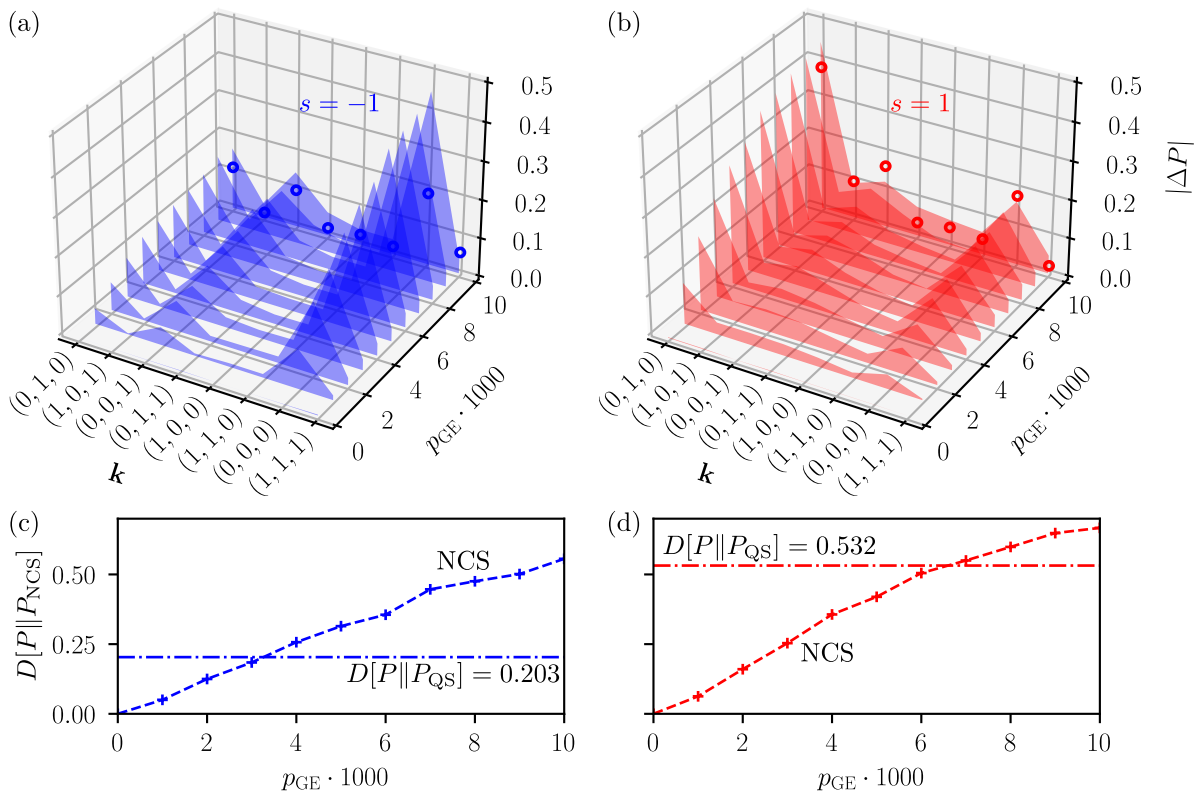 (a)
s = −1
0.5
0.4
0.3
0.2
0.1
0.0
(0, 1, 0)
(1, 0, 1)
(0, 0, 1)
(0, 1, 1)
(1, 0, 0)
(1, 1, 0)
(0, 0, 0)
(1, 1, 1)
k
0
2
4
6
8
10
p_GE · 1000
(b)
s = 1
0.5
0.4
0.3
0.2
0.1
0.0
|ΔP|
(0, 1, 0)
(1, 0, 1)
(0, 0, 1)
(0, 1, 1)
(1, 0, 0)
(1, 1, 0)
(0, 0, 0)
(1, 1, 1)
k
0
2
4
6
8
10
p_GE · 1000
(c)
D[P‖P_NCS]
0.50
0.25
0.00
NCS
D[P‖P_QS] = 0.203
0 2 4 6 8 10
p_GE · 1000
(d)
D[P‖P_QS] = 0.532
NCS
0 2 4 6 8 10
p_GE · 1000